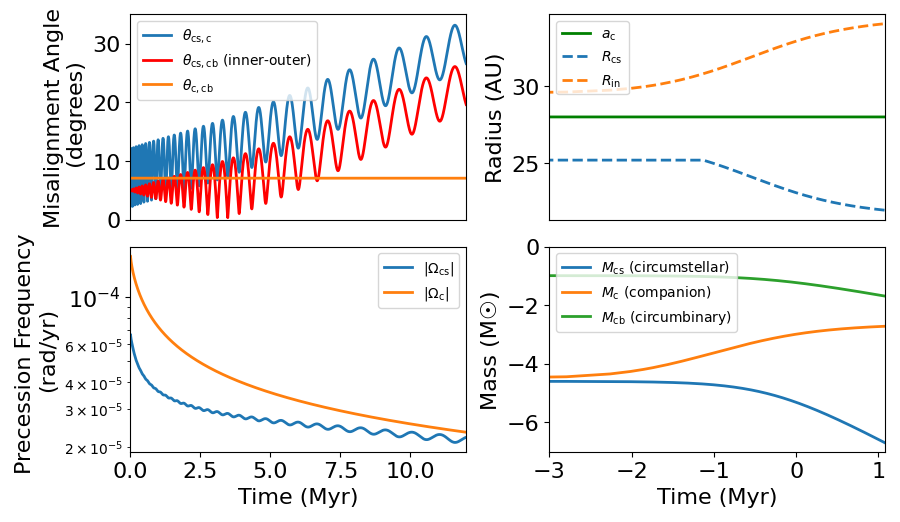 Misalignment Angle
(degrees)
30
20
10
0
θcs,c
θcs,cb (inner-outer)
θc,cb
Radius (AU)
30
25
ac
Rcs
Rin
Precession Frequency
(rad/yr)
10⁻⁴
6×10⁻⁵
4×10⁻⁵
3×10⁻⁵
2×10⁻⁵
|Ωcs|
|Ωc|
0.0 2.5 5.0 7.5 10.0
Time (Myr)
Mass (M☉)
0
−2
−4
−6
Mcs (circumstellar)
Mc (companion)
Mcb (circumbinary)
−3 −2 −1 0 1
Time (Myr)